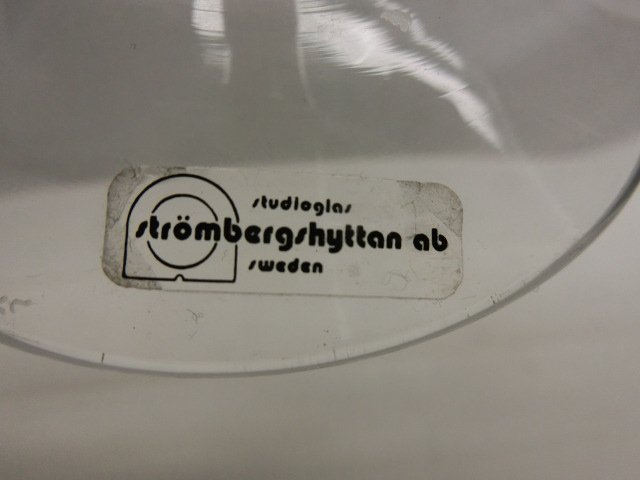 studioglas
strömbergshyttan ab
sweden